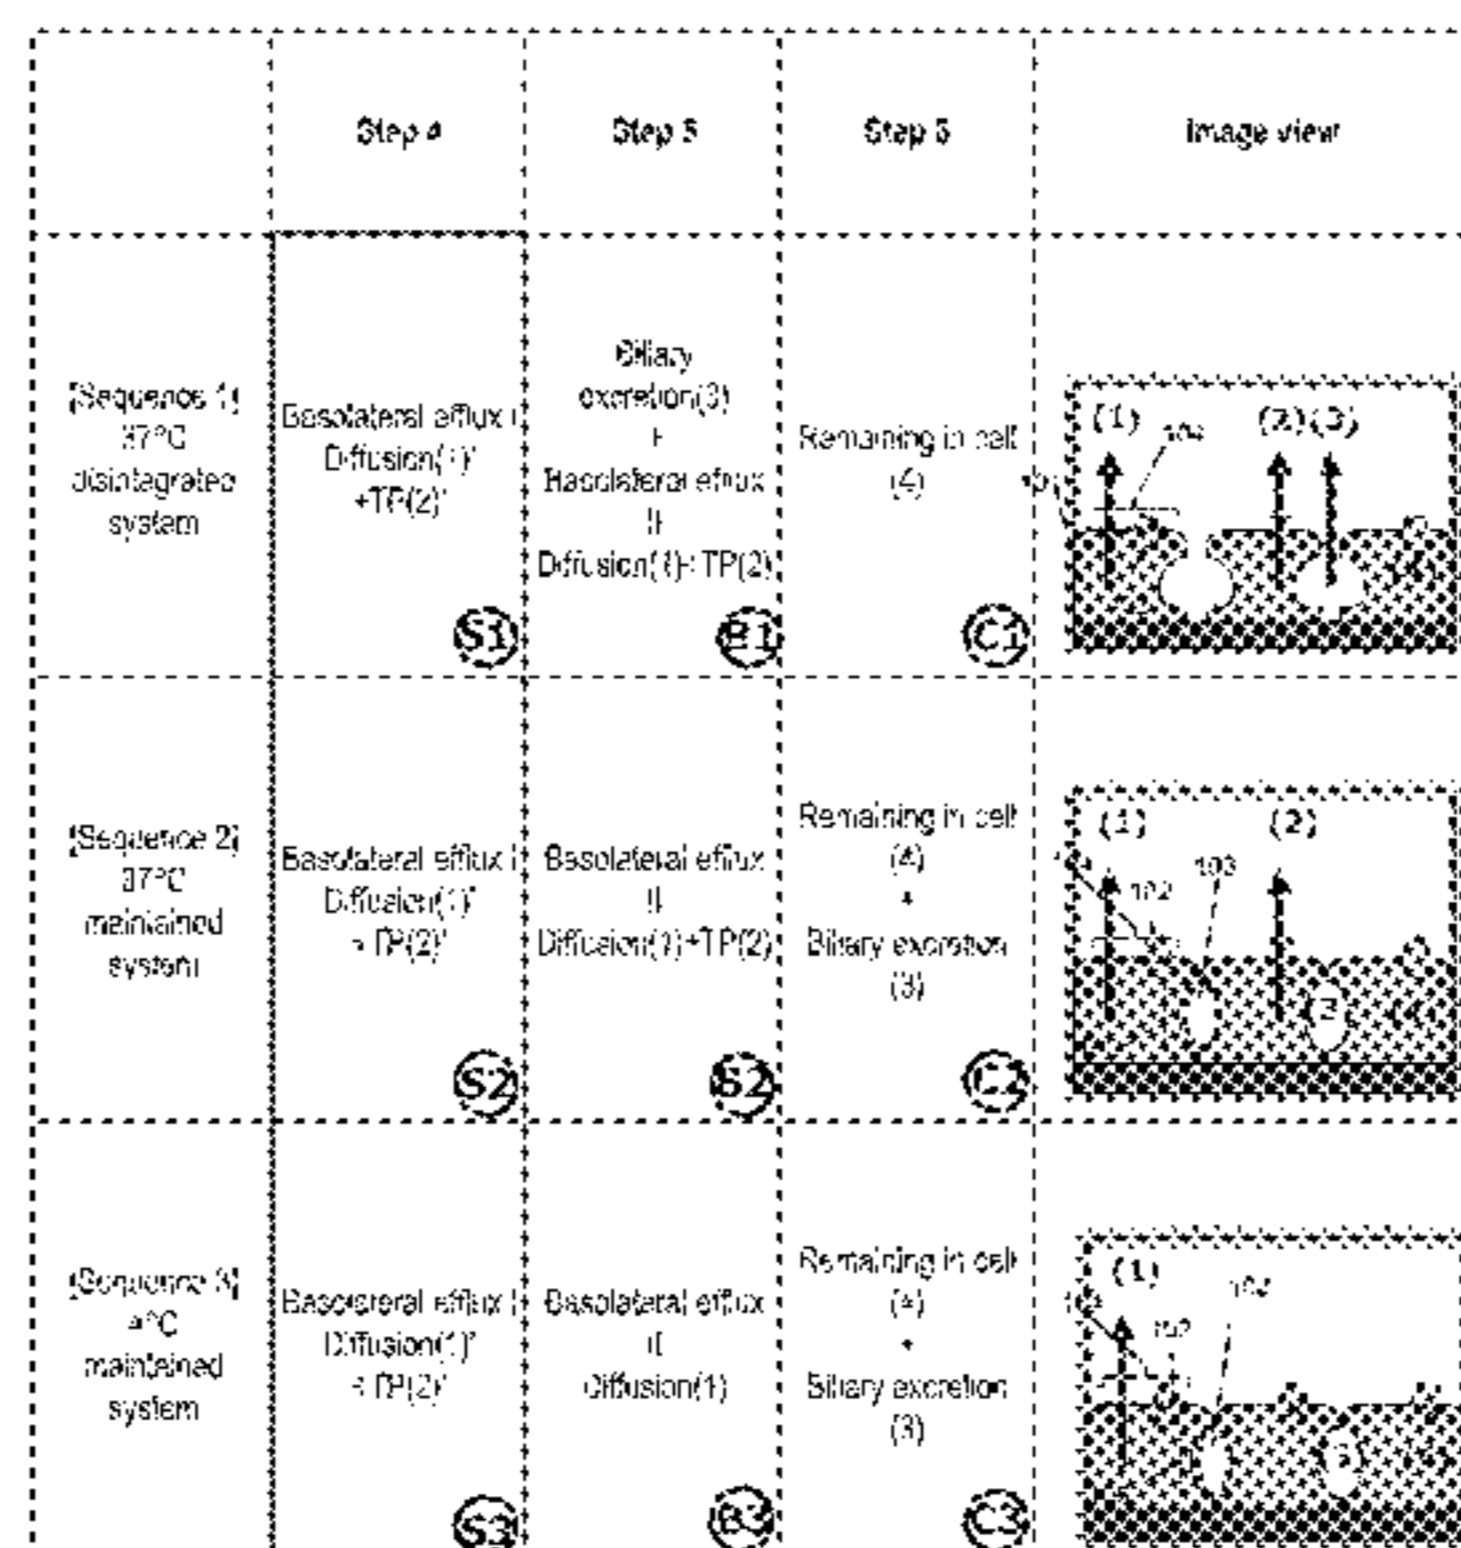 Step 4
Step 5
Step
Image view
[Sequence 1]
37°C
disintegrated
system
Basolateral efflux
Diffusion(1)'
+TP(2)'
S1
Biliary
excretion(3)
+
Basolateral efflux
Diffusion(1)+TP(2)
B1
Remaining in cell
(4)
C1
(1)
(2)(3)
[Sequence 2]
37°C
maintained
system
Basolateral efflux
Diffusion(1)'
+TP(2)'
S2
Basolateral efflux
Diffusion(1)+TP(2)
Remaining in cell
(4)
+
Biliary excretion
(3)
C2
(1)
(2)
103
102
[Sequence 3]
4°C
maintained
system
Basolateral efflux
Diffusion(1)'
+TP(2)'
S3
Basolateral efflux
Diffusion(1)
B3
Remaining in cell
(4)
+
Biliary excretion
(3)
C3
(1)